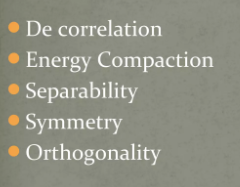 De correlation
Energy Compaction
Separability
Symmetry
Orthogonality